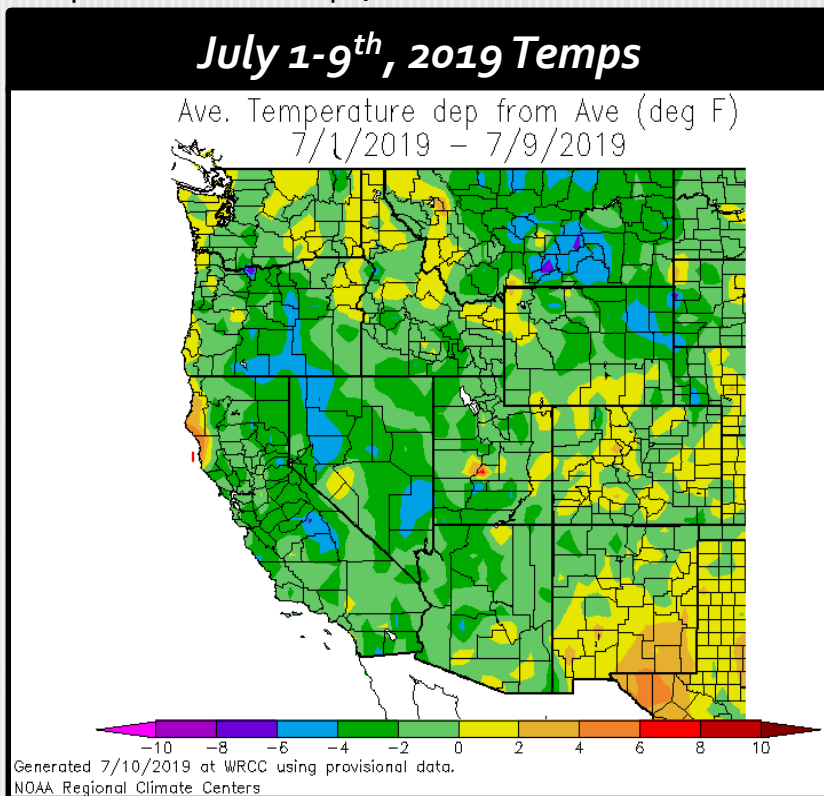 July 1-9th, 2019 Temps
Ave. Temperature dep from Ave (deg F)
7/1/2019 – 7/9/2019
-10 -8 -6 -4 -2 0 2 4 6 8 10
Generated 7/10/2019 at WRCC using provisional data.
NOAA Regional Climate Centers